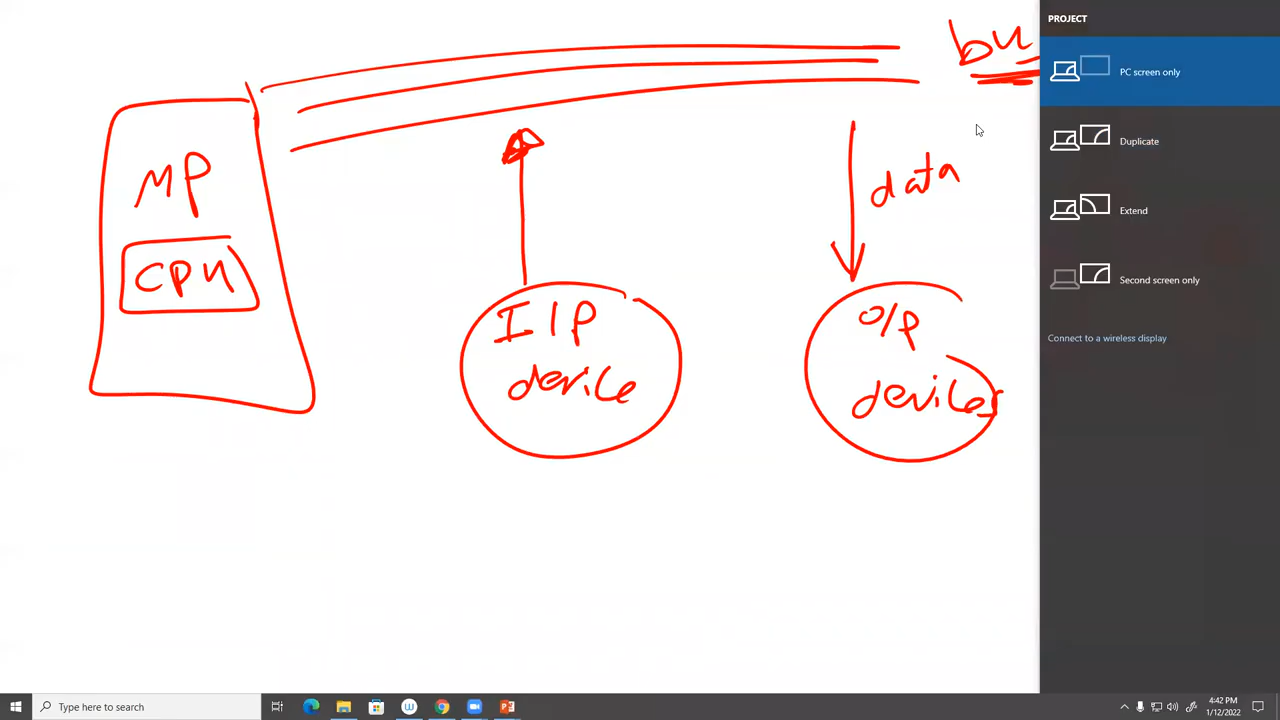 bu
data
MP
CPU
I/P
device
O/P
devices
PROJECT
PC screen only
Duplicate
Extend
Second screen only
Connect to a wireless display
Type here to search
4:42 PM
1/12/2022